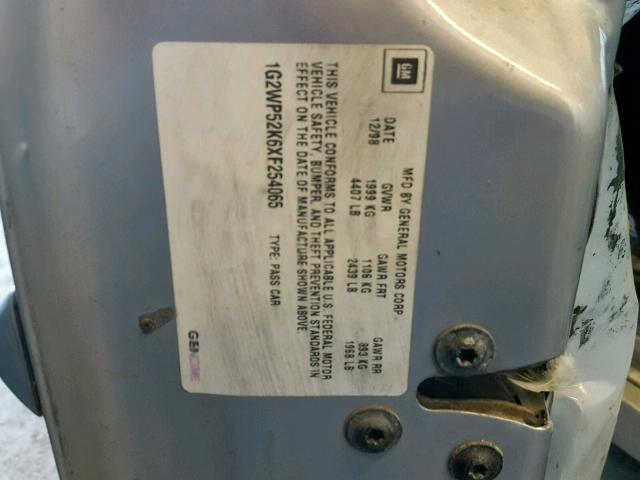 GM
MFD BY GENERAL MOTORS CORP
DATE GVWR GAWR FRT GAWR RR
12/98 1999 KG 1106 KG 893 KG
4407 LB 2439 LB 1968 LB
THIS VEHICLE CONFORMS TO ALL APPLICABLE U.S. FEDERAL MOTOR
VEHICLE SAFETY, BUMPER, AND THEFT PREVENTION STANDARDS IN
EFFECT ON THE DATE OF MANUFACTURE SHOWN ABOVE
1G2WP52K6XF254065 TYPE: PASS CAR